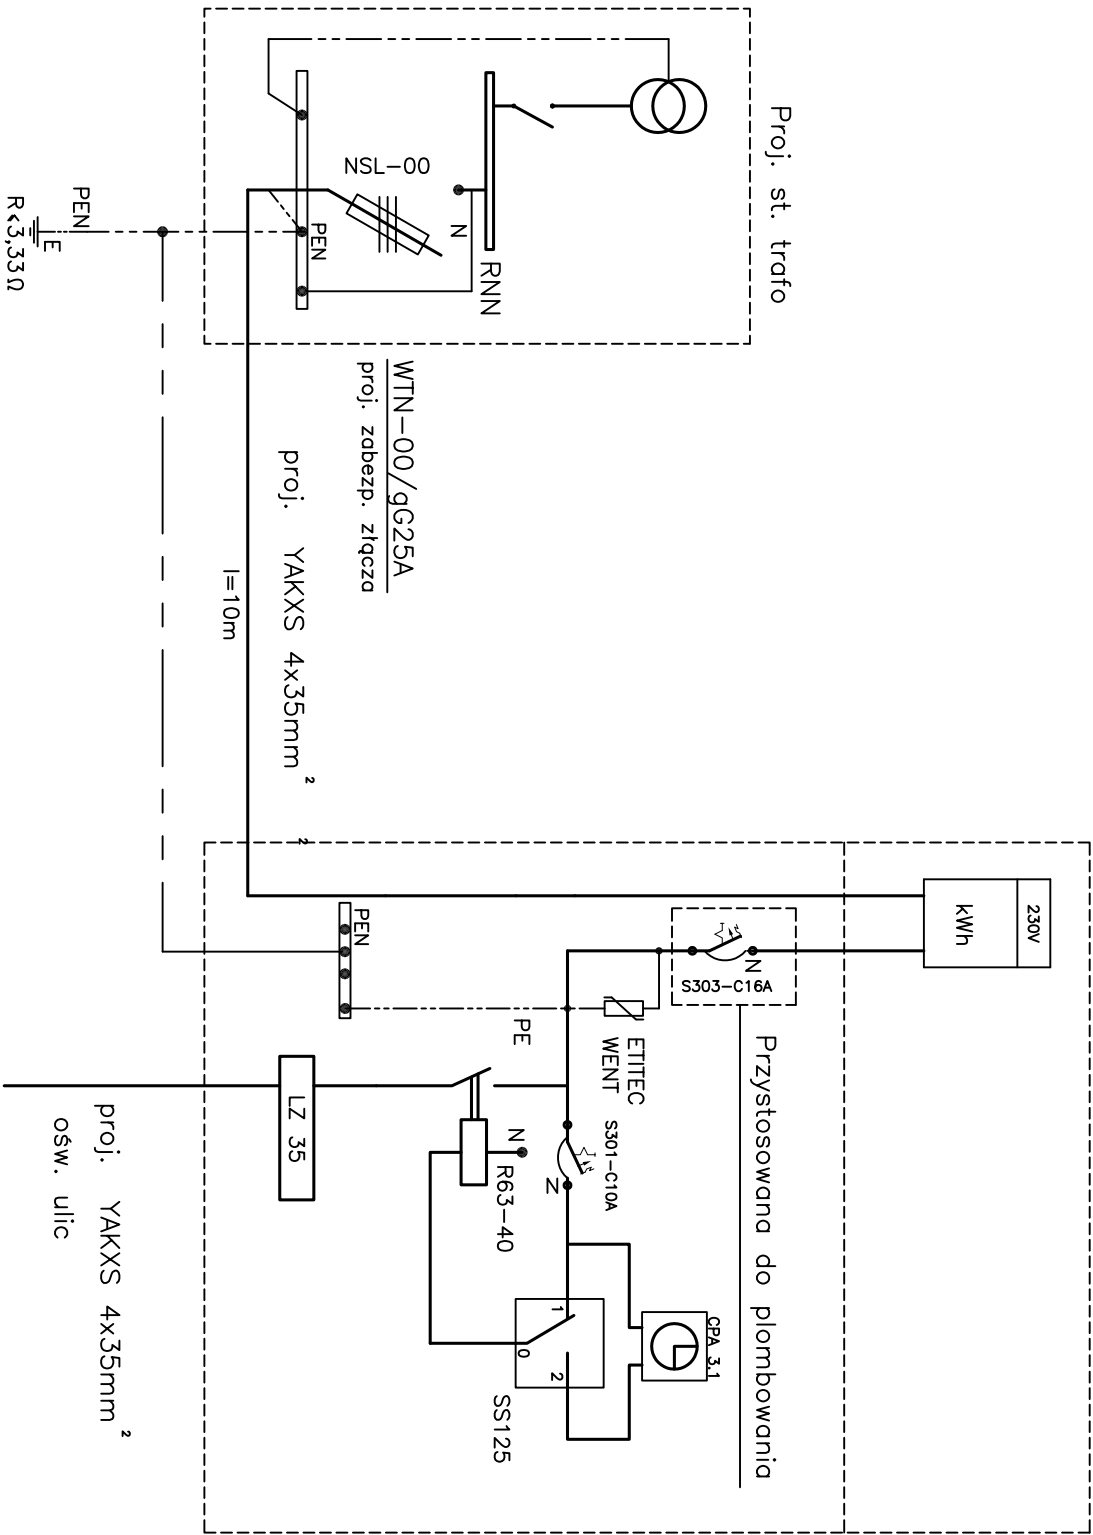 Proj. st. trafo
NSL-00
N
RNN
PEN
PEN
E
R<3,33Ω
WTN-00/gG25A
proj. zabezp. złącza
proj. YAKXS 4x35mm²
l=10m
2
230V
kWh
N
S303-C16A
Przystosowana do plombowania
PEN
PE
ETITEC
WENT
S301-C10A
N
N
R63-40
LZ 35
CPA 3.1
1
0
2
SS125
proj. YAKXS 4x35mm²
ośw. ulic